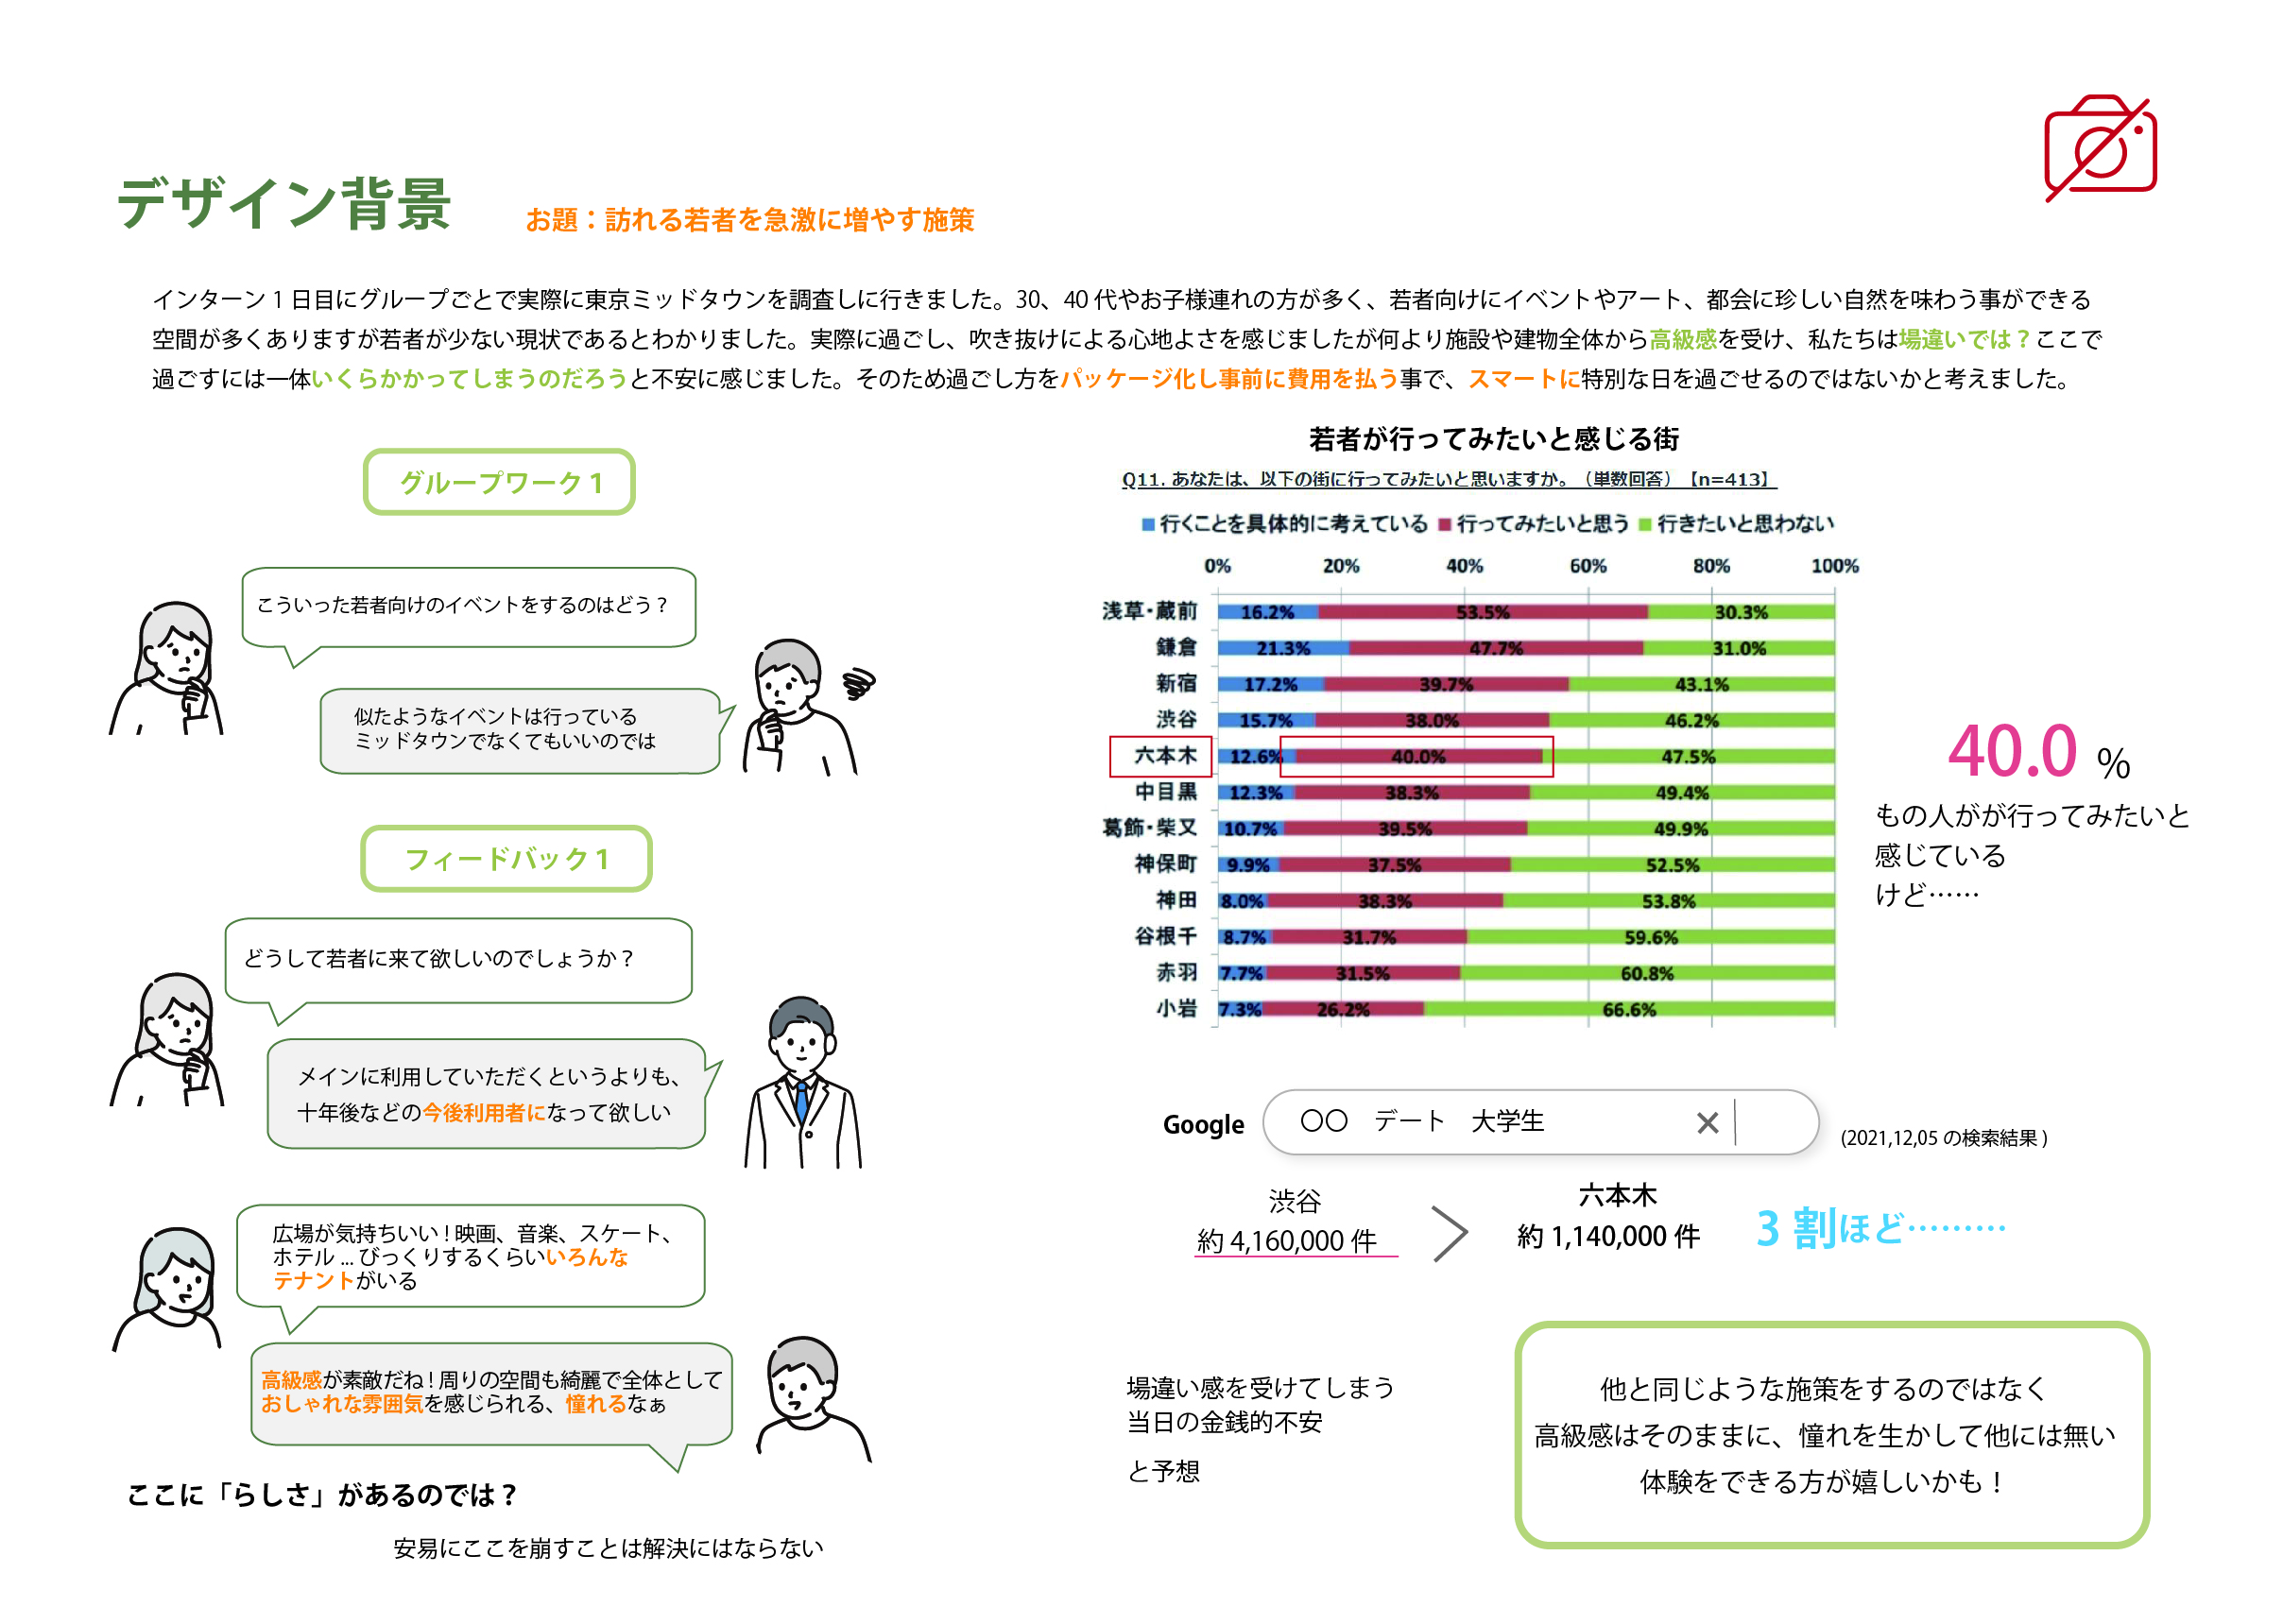 デザイン背景
お題：訪れる若者を急激に増やす施策
インターン 1 日目にグループごとで実際に東京ミッドタウンを調査しに行きました。30、40 代やお子様連れの方が多く、若者向けにイベントやアート、都会に珍しい自然を味わう事ができる
空間が多くありますが若者が少ない現状であるとわかりました。実際に過ごし、吹き抜けによる心地よさを感じましたが何より施設や建物全体から高級感を受け、私たちは場違いでは？ここで
過ごすには一体いくらかかってしまうのだろうと不安に感じました。そのため過ごし方をパッケージ化し事前に費用を払う事で、スマートに特別な日を過ごせるのではないかと考えました。
グループワーク 1
こういった若者向けのイベントをするのはどう？
似たようなイベントは行っている
ミッドタウンでなくてもいいのでは
フィードバック 1
どうして若者に来て欲しいのでしょうか？
メインに利用していただくというよりも、
十年後などの今後利用者になって欲しい
広場が気持ちいい！映画、音楽、スケート、
ホテル ... びっくりするくらいいろんな
テナントがいる
高級感が素敵だね！周りの空間も綺麗で全体として
おしゃれな雰囲気を感じられる、憧れるなぁ
ここに「らしさ」があるのでは？
安易にここを崩すことは解決にはならない
若者が行ってみたいと感じる街
Q11. あなたは、以下の街に行ってみたいと思いますか。（単数回答）【n=413】
■行くことを具体的に考えている ■行ってみたいと思う ■行きたいと思わない
0% 20% 40% 60% 80% 100%
浅草・蔵前 16.2% 53.5% 30.3%
鎌倉 21.3% 47.7% 31.0%
新宿 17.2% 39.7% 43.1%
渋谷 15.7% 38.0% 46.2%
六本木 12.6% 40.0% 47.5%
中目黒 12.3% 38.3% 49.4%
葛飾・柴又 10.7% 39.5% 49.9%
神保町 9.9% 37.5% 52.5%
神田 8.0% 38.3% 53.8%
谷根千 8.7% 31.7% 59.6%
赤羽 7.7% 31.5% 60.8%
小岩 7.3% 26.2% 66.6%
40.0 %
もの人がが行ってみたいと
感じている
けど……
Google 〇〇　デート　大学生 ×
(2021,12,05 の検索結果 )
渋谷
約 4,160,000 件
＞
六本木
約 1,140,000 件
3 割ほど………
場違い感を受けてしまう
当日の金銭的不安
と予想
他と同じような施策をするのではなく
高級感はそのままに、憧れを生かして他には無い
体験をできる方が嬉しいかも！